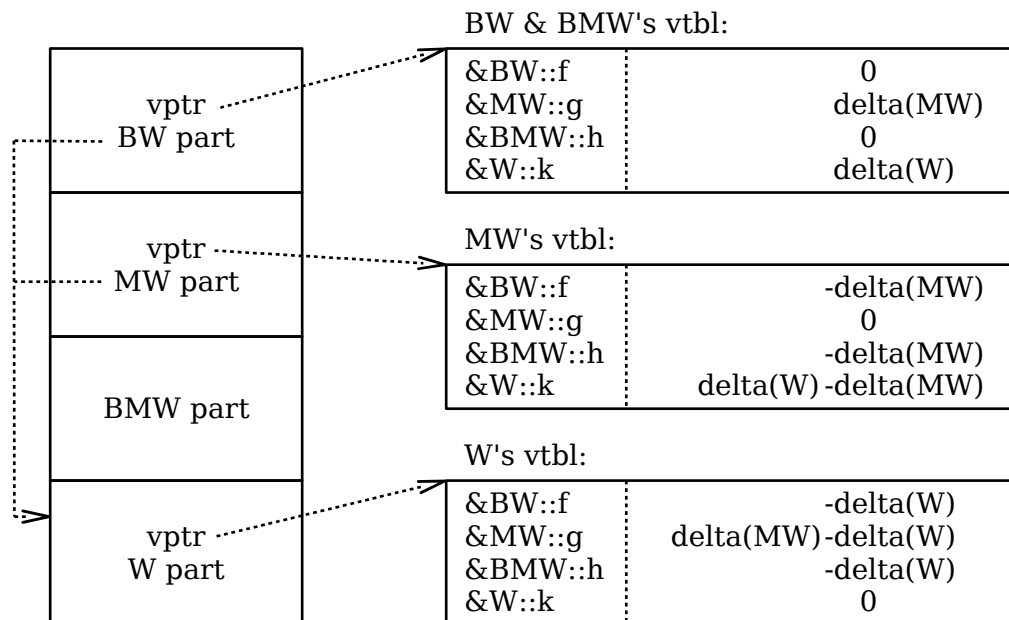 BW & BMW's vtbl:
vptr
BW part
&BW::f 0
&MW::g delta(MW)
&BMW::h 0
&W::k delta(W)
vptr
MW part
MW's vtbl:
&BW::f -delta(MW)
&MW::g 0
&BMW::h -delta(MW)
&W::k delta(W) -delta(MW)
BMW part
W's vtbl:
vptr
W part
&BW::f -delta(W)
&MW::g delta(MW) -delta(W)
&BMW::h -delta(W)
&W::k 0